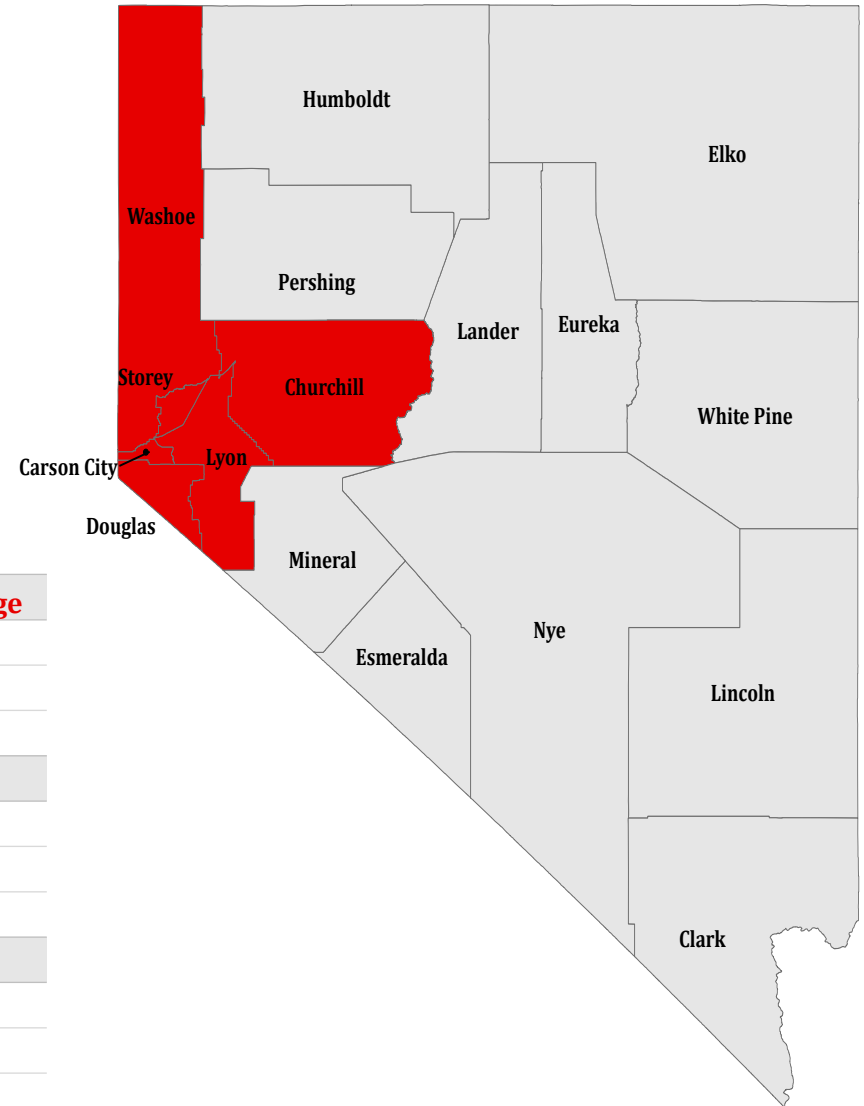 Humboldt
Elko
Washoe
Pershing
Lander
Eureka
Storey
Churchill
White Pine
Carson City
Lyon
Douglas
Mineral
ge
Nye
Esmeralda
Lincoln
Clark